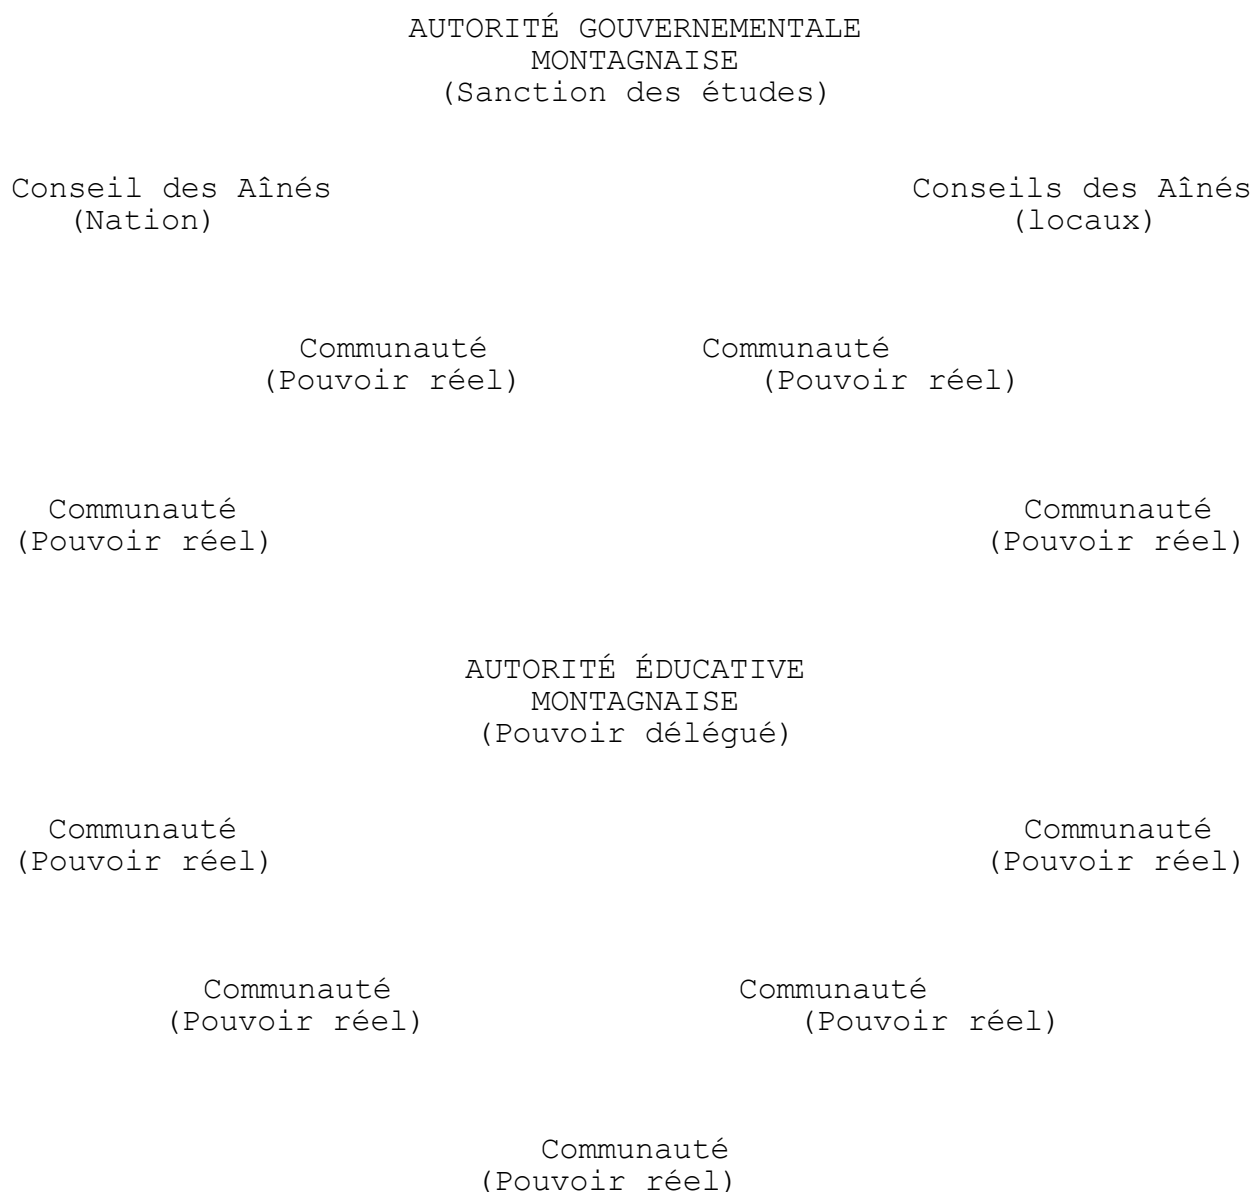 AUTORITÉ GOUVERNEMENTALE
MONTAGNAISE
(Sanction des études)
Conseil des Aînés Conseils des Aînés
(Nation) (locaux)
Communauté Communauté
(Pouvoir réel) (Pouvoir réel)
Communauté Communauté
(Pouvoir réel) (Pouvoir réel)
AUTORITÉ ÉDUCATIVE
MONTAGNAISE
(Pouvoir délégué)
Communauté Communauté
(Pouvoir réel) (Pouvoir réel)
Communauté Communauté
(Pouvoir réel) (Pouvoir réel)
Communauté
(Pouvoir réel)